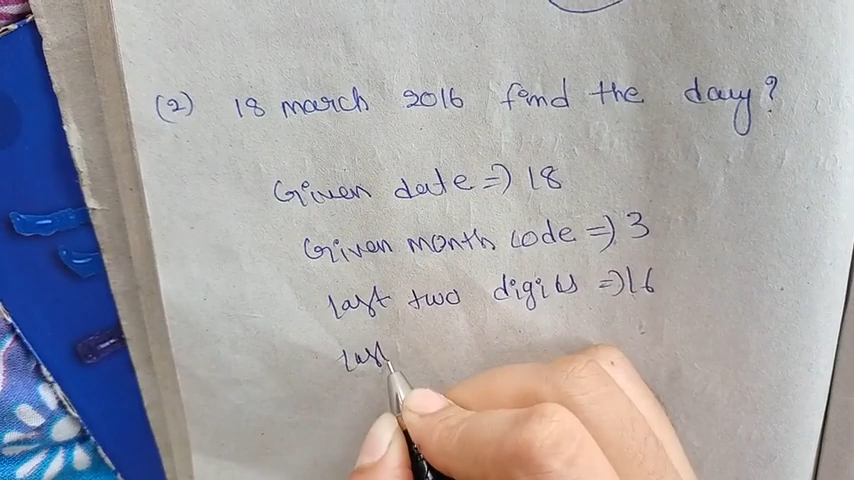 (2) 18 march 2016 find the day?
Given date => 18
Given month code => 3
last two digits => 16
last